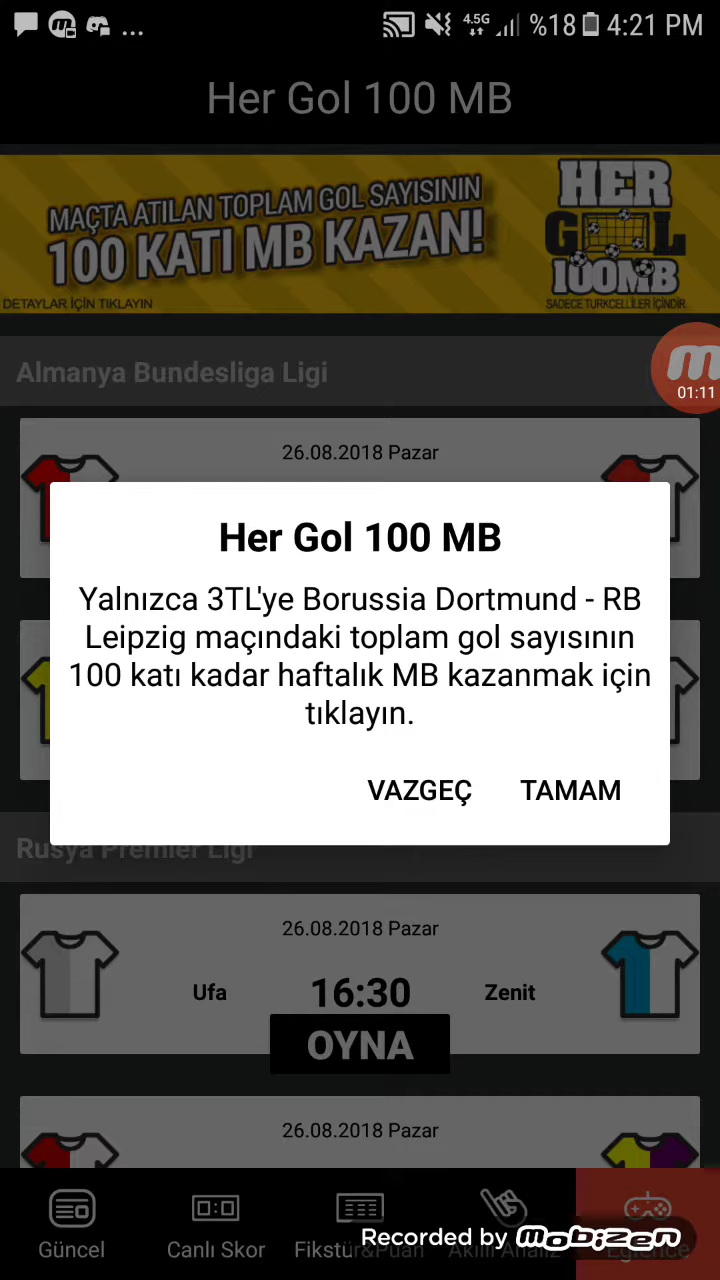 ... %18 4:21 PM
4.5G
Her Gol 100 MB
MAÇTA ATILAN TOPLAM GOL SAYISININ
100 KATI MB KAZAN!
DETAYLAR İÇİN TIKLAYIN
HER
GOL
100MB
SADECE TURKCELLİLER İÇİNDİR
Almanya Bundesliga Ligi
01:11
26.08.2018 Pazar
Her Gol 100 MB
Yalnızca 3TL'ye Borussia Dortmund - RB
Leipzig maçındaki toplam gol sayısının
100 katı kadar haftalık MB kazanmak için
tıklayın.
VAZGEÇ TAMAM
Rusya Premier Ligi
26.08.2018 Pazar
Ufa 16:30 Zenit
OYNA
26.08.2018 Pazar
Güncel Canlı Skor Fikstür&Puan Akıllı Analiz Eğlence
Recorded by mobizen